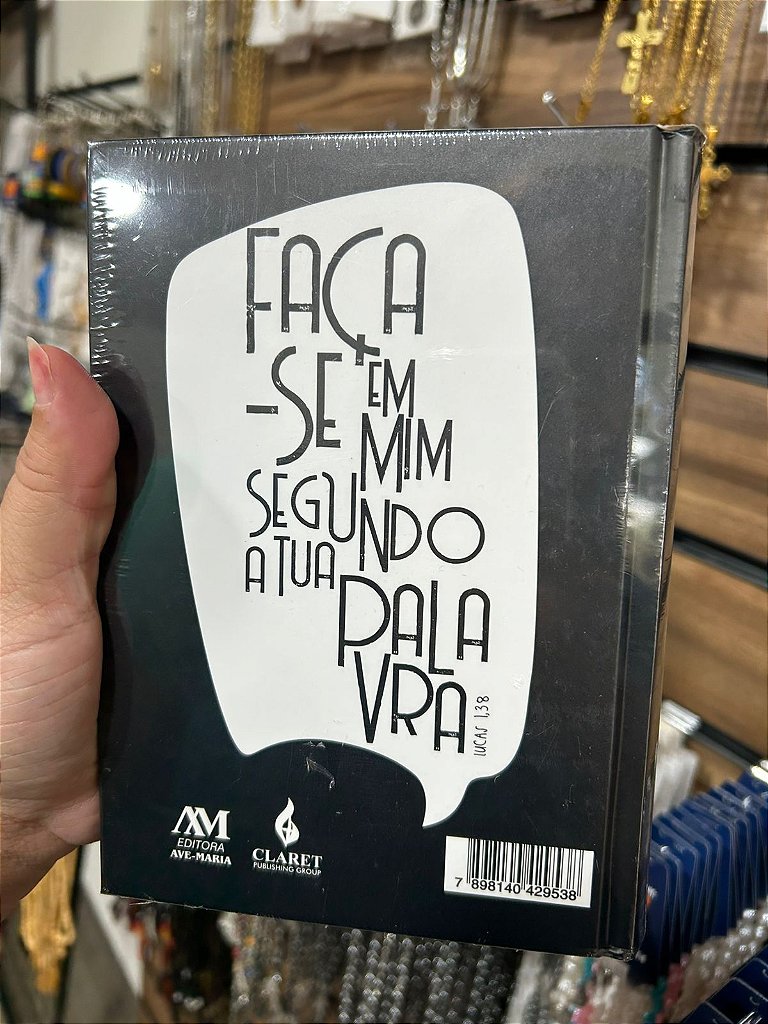 FAÇA
-SE EM
MIM
SEGUNDO
A TUA
PALA
VRA
LUCAS 1,38
AM
EDITORA
AVE-MARIA
CLARET
PUBLISHING GROUP
7 898140 429538